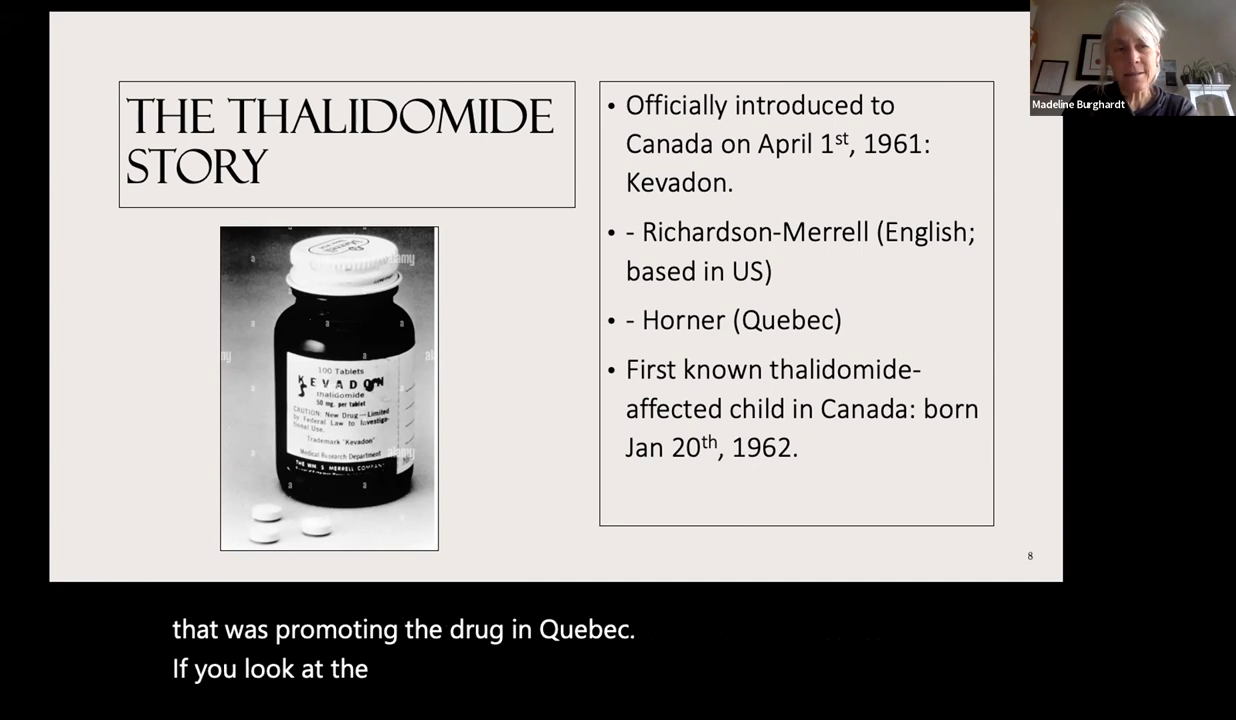 THE THALIDOMIDE
STORY
100 Tablets
KEVADON
thalidomide
50 mg. per tablet
CAUTION: New Drug—Limited
by Federal Law to Investiga-
tional Use.
Trademark "Kevadon"
Medical Research Department
THE WM. S. MERRELL COMPANY
alamy
a
• Officially introduced to
Canada on April 1st, 1961:
Kevadon.
• - Richardson-Merrell (English;
based in US)
• - Horner (Quebec)
• First known thalidomide-
affected child in Canada: born
Jan 20th, 1962.
8
Madeline Burghardt
that was promoting the drug in Quebec.
If you look at the